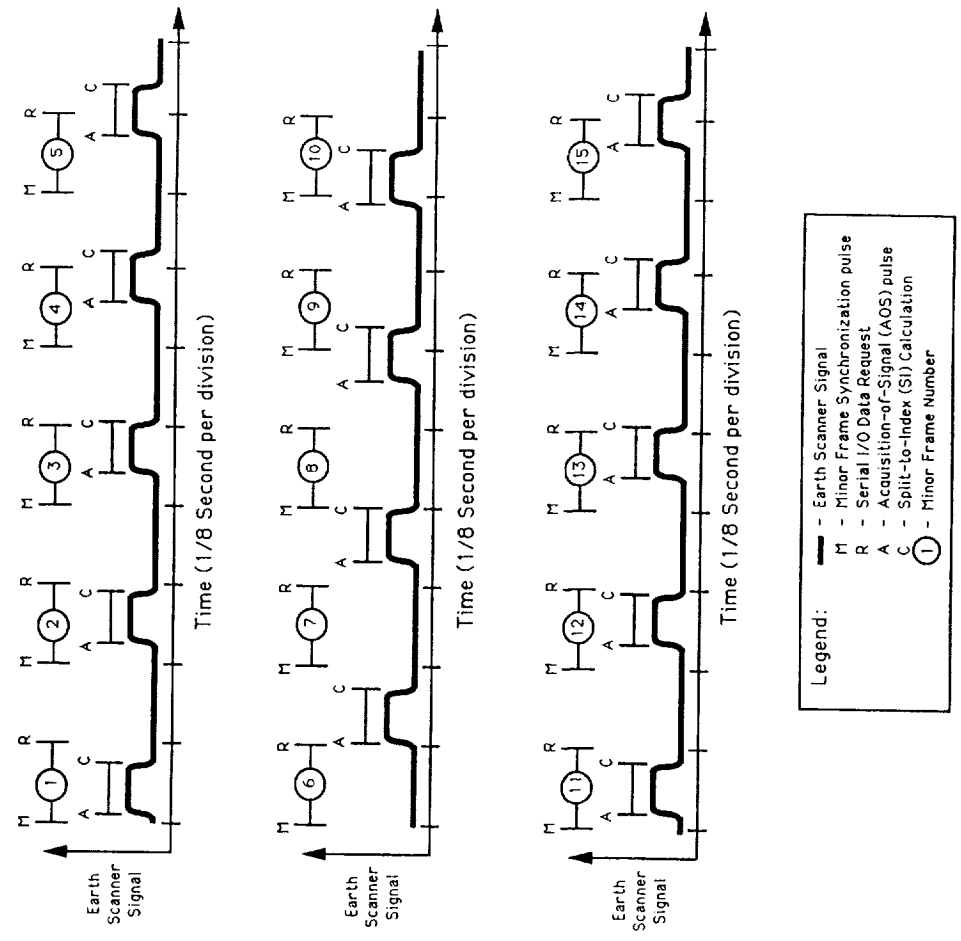 Earth
Scanner
Signal
M R M R M R M R M R
1 2 3 4 5
A C A C A C A C A C
Time (1/8 Second per division)
Earth
Scanner
Signal
M R M R M R M R M R
6 7 8 9 10
A C A C A C A C
Time (1/8 Second per division)
Earth
Scanner
Signal
M R M R M R M R M R
11 12 13 14 15
A C A C A C A C A C
Time (1/8 Second per division)
Legend:
- Earth Scanner Signal
M - Minor Frame Synchronization pulse
R - Serial I/O Data Request
A - Acquisition-of-Signal (AOS) pulse
C - Split-to-Index (SI) Calculation
1 - Minor Frame Number